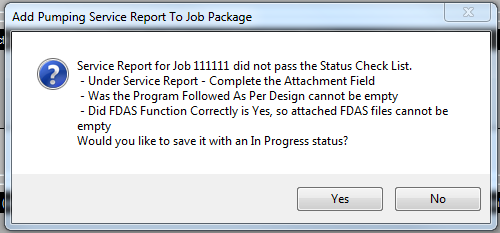 Add Pumping Service Report To Job Package
Service Report for Job 111111 did not pass the Status Check List.
- Under Service Report - Complete the Attachment Field
- Was the Program Followed As Per Design cannot be empty
- Did FDAS Function Correctly is Yes, so attached FDAS files cannot be
empty
Would you like to save it with an In Progress status?
Yes
No